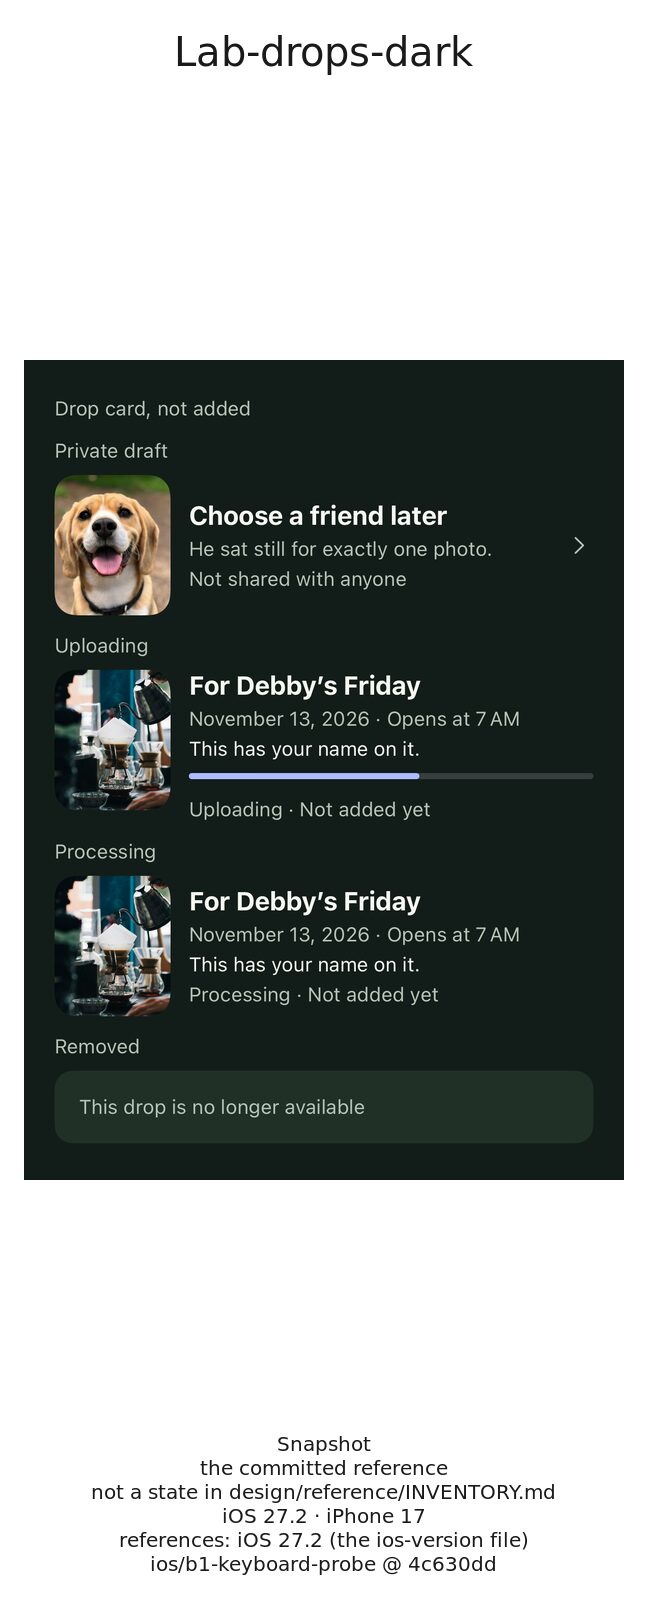 Lab-drops-dark
Drop card, not added
Private draft
Choose a friend later
He sat still for exactly one photo.
Not shared with anyone
Uploading
For Debby’s Friday
November 13, 2026 · Opens at 7 AM
This has your name on it.
Uploading · Not added yet
Processing
For Debby’s Friday
November 13, 2026 · Opens at 7 AM
This has your name on it.
Processing · Not added yet
Removed
This drop is no longer available
Snapshot
the committed reference
not a state in design/reference/INVENTORY.md
iOS 27.2 · iPhone 17
references: iOS 27.2 (the ios-version file)
ios/b1-keyboard-probe @ 4c630dd